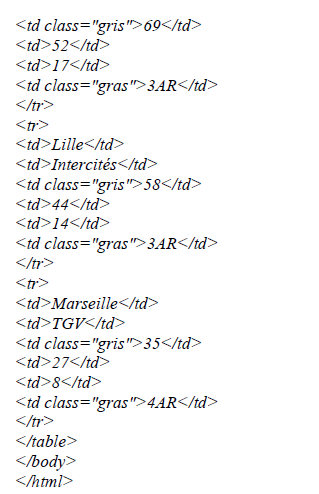 <td class="gris">69</td>
<td>52</td>
<td>17</td>
<td class="gras">3AR</td>
</tr>
<tr>
<td>Lille</td>
<td>Intercités</td>
<td class="gris">58</td>
<td>44</td>
<td>14</td>
<td class="gras">3AR</td>
</tr>
<tr>
<td>Marseille</td>
<td>TGV</td>
<td class="gris">35</td>
<td>27</td>
<td>8</td>
<td class="gras">4AR</td>
</tr>
</table>
</body>
</html>